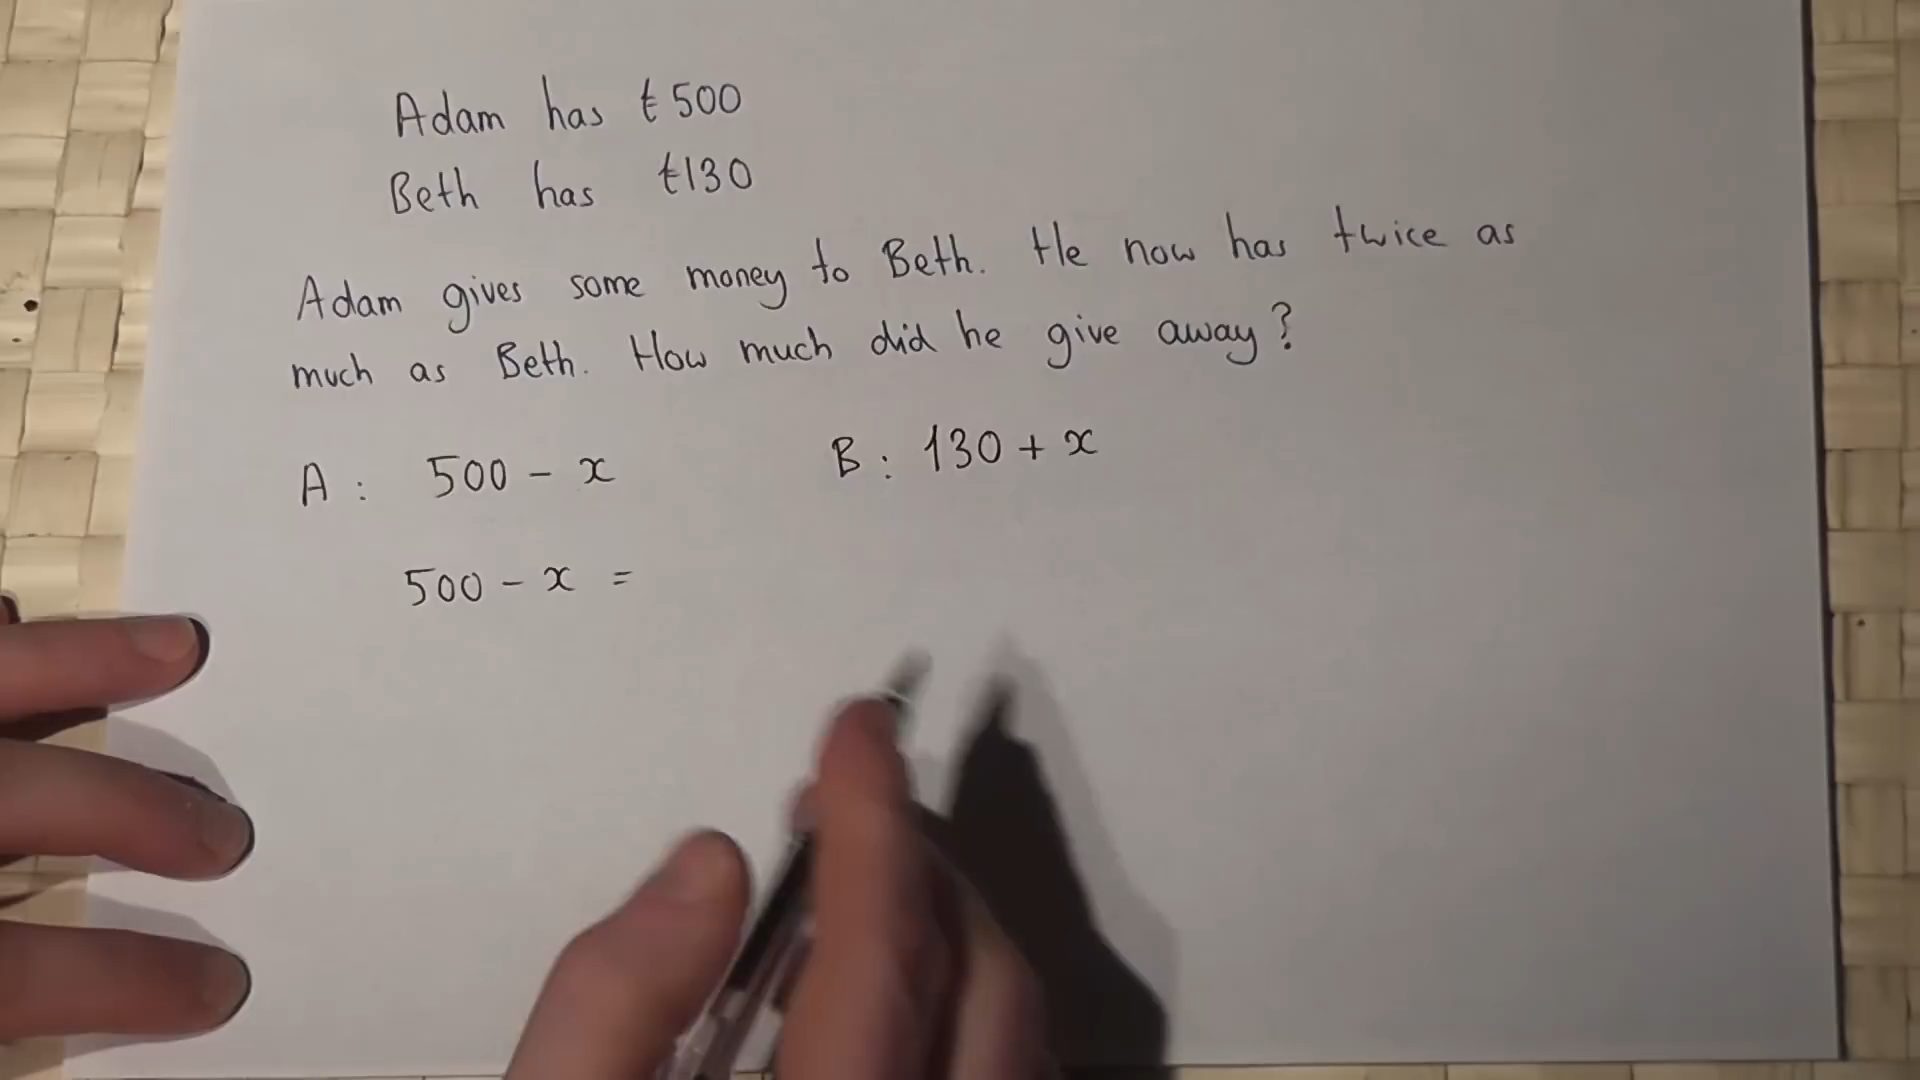 Adam has ₺500
Beth has ₺130
Adam gives some money to Beth. He now has twice as
much as Beth. How much did he give away?
A : 500 - x B : 130 + x
500 - x =